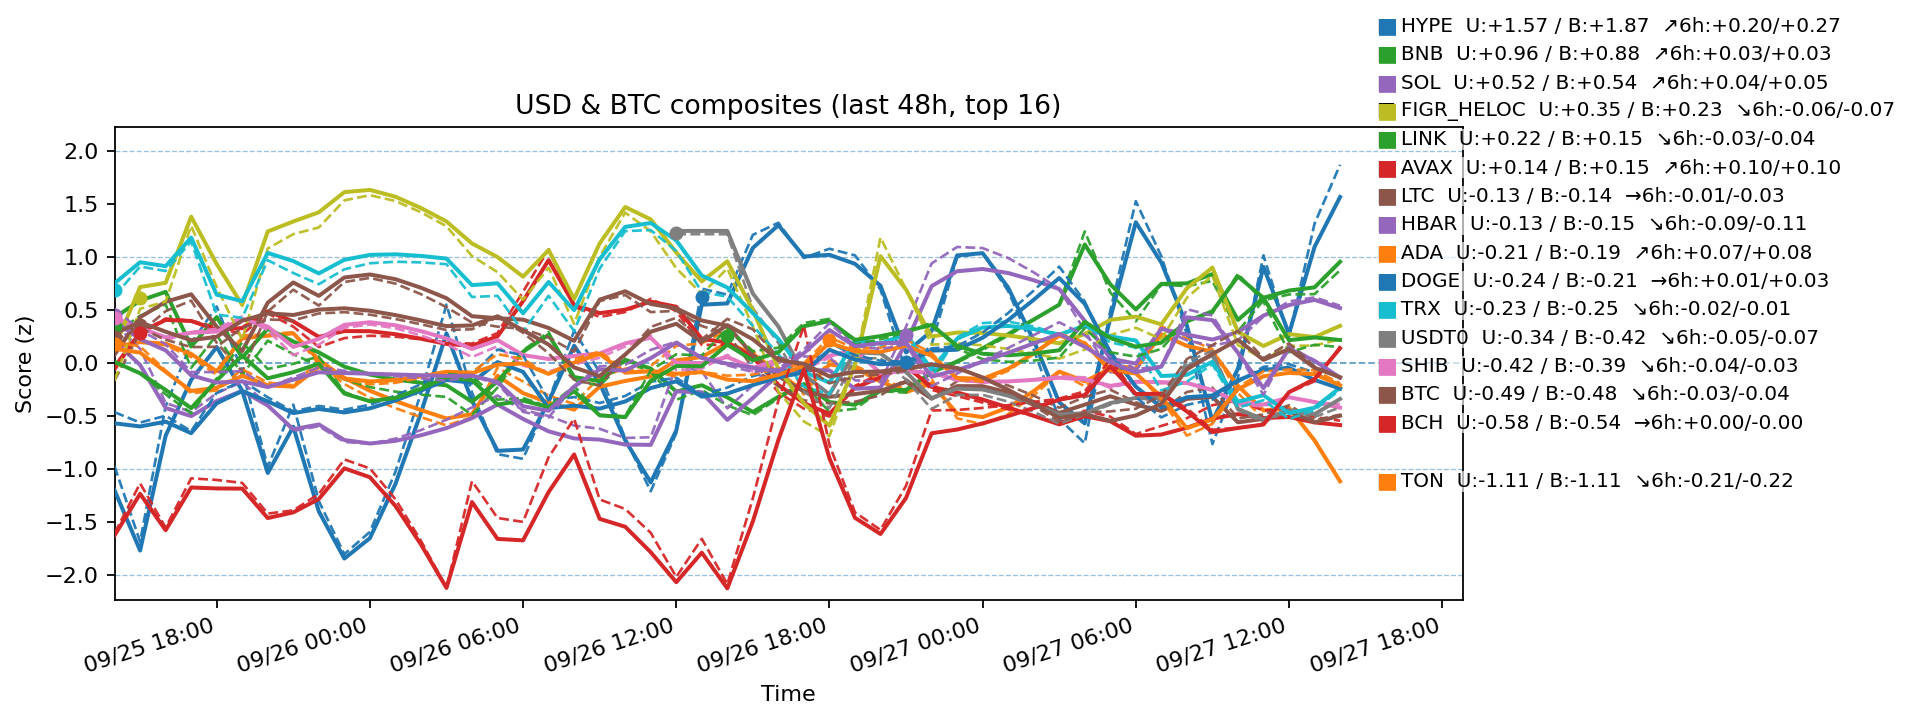 HYPE  U:+1.57 / B:+1.87  ↗6h:+0.20/+0.27
BNB  U:+0.96 / B:+0.88  ↗6h:+0.03/+0.03
SOL  U:+0.52 / B:+0.54  ↗6h:+0.04/+0.05
FIGR_HELOC  U:+0.35 / B:+0.23  ↘6h:-0.06/-0.07
LINK  U:+0.22 / B:+0.15  ↘6h:-0.03/-0.04
AVAX  U:+0.14 / B:+0.15  ↗6h:+0.10/+0.10
LTC  U:-0.13 / B:-0.14  →6h:-0.01/-0.03
HBAR  U:-0.13 / B:-0.15  ↘6h:-0.09/-0.11
ADA  U:-0.21 / B:-0.19  ↗6h:+0.07/+0.08
DOGE  U:-0.24 / B:-0.21  →6h:+0.01/+0.03
TRX  U:-0.23 / B:-0.25  ↘6h:-0.02/-0.01
USDT0  U:-0.34 / B:-0.42  ↘6h:-0.05/-0.07
SHIB  U:-0.42 / B:-0.39  ↘6h:-0.04/-0.03
BTC  U:-0.49 / B:-0.48  ↘6h:-0.03/-0.04
BCH  U:-0.58 / B:-0.54  →6h:+0.00/-0.00
TON  U:-1.11 / B:-1.11  ↘6h:-0.21/-0.22
USD & BTC composites (last 48h, top 16)
Score (z)
2.0
1.5
1.0
0.5
0.0
−0.5
−1.0
−1.5
−2.0
09/25 18:00
09/26 00:00
09/26 06:00
09/26 12:00
09/26 18:00
09/27 00:00
09/27 06:00
09/27 12:00
09/27 18:00
Time